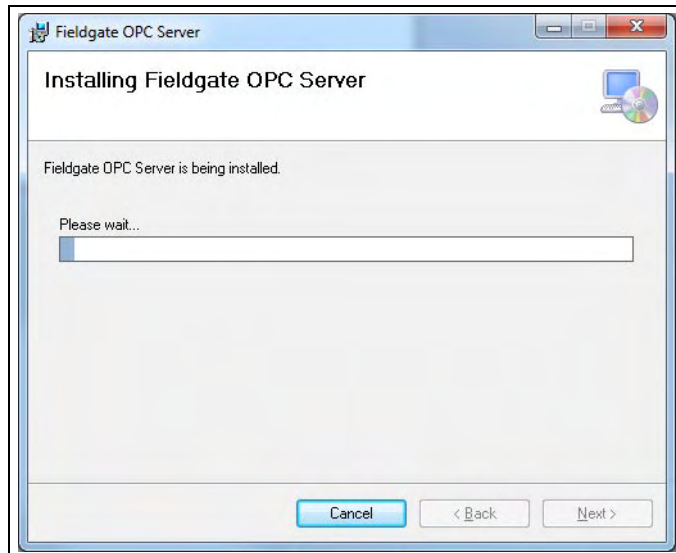 Fieldgate OPC Server
Installing Fieldgate OPC Server
Fieldgate OPC Server is being installed.
Please wait...
Cancel
< Back
Next >